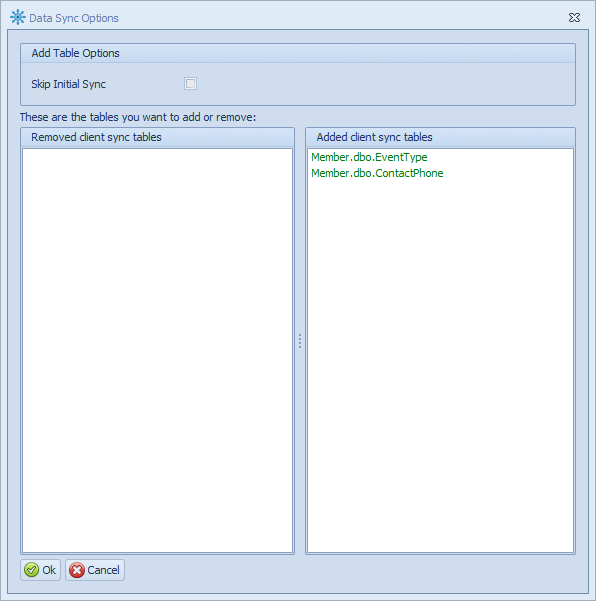 Data Sync Options
Add Table Options
Skip Initial Sync
These are the tables you want to add or remove:
Removed client sync tables
Added client sync tables
Member.dbo.EventType
Member.dbo.ContactPhone
Ok
Cancel